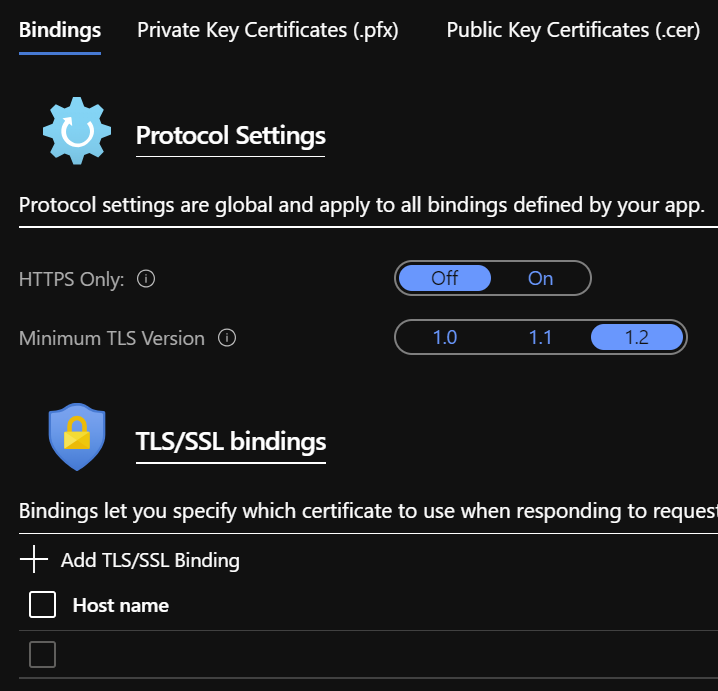 Bindings Private Key Certificates (.pfx) Public Key Certificates (.cer)
Protocol Settings
Protocol settings are global and apply to all bindings defined by your app.
HTTPS Only: Off On
Minimum TLS Version 1.0 1.1 1.2
TLS/SSL bindings
Bindings let you specify which certificate to use when responding to request
Add TLS/SSL Binding
Host name